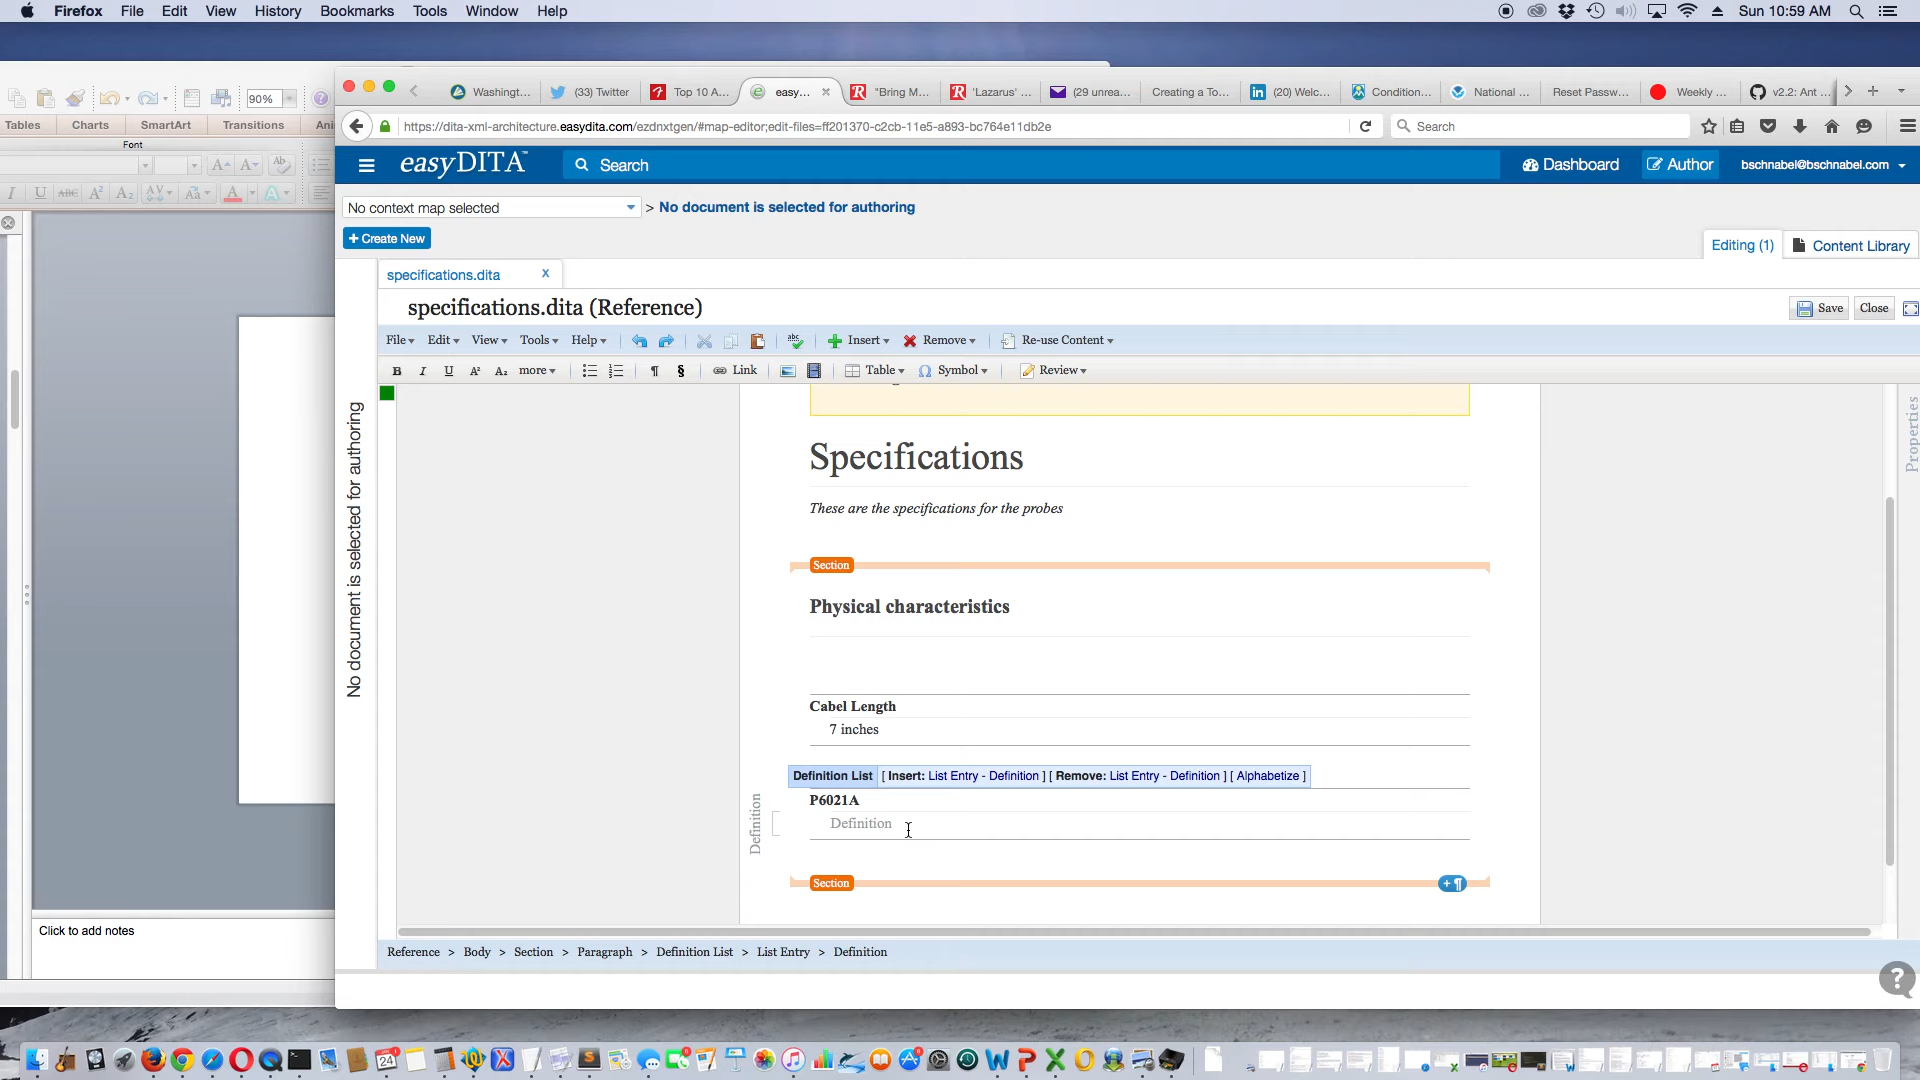 Firefox File Edit View History Bookmarks Tools Window Help
Sun 10:59 AM
90%
Tables Charts SmartArt Transitions Ani
Font
Washingt... (33) Twitter Top 10 A... easy... "Bring M... 'Lazarus' ... (29 unrea... Creating a To... (20) Welc... Condition... National ... Reset Passw... Weekly ... v2.2: Ant ...
https://dita-xml-architecture.easydita.com/ezdnxtgen/#map-editor;edit-files=ff201370-c2cb-11e5-a893-bc764e11db2e
Search
easyDITA™ Search Dashboard Author bschnabel@bschnabel.com
No context map selected > No document is selected for authoring
+ Create New
Editing (1) Content Library
specifications.dita x
specifications.dita (Reference)
Save Close
File Edit View Tools Help abc Insert Remove Re-use Content
B I U A² A₂ more ¶ § Link Table Ω Symbol Review
No document is selected for authoring
Properties
Specifications
These are the specifications for the probes
Section
Physical characteristics
Cabel Length
7 inches
Definition List [ Insert: List Entry - Definition ] [ Remove: List Entry - Definition ] [ Alphabetize ]
P6021A
Definition
Definition
Section
+ ¶
Reference > Body > Section > Paragraph > Definition List > List Entry > Definition
Click to add notes
?
24